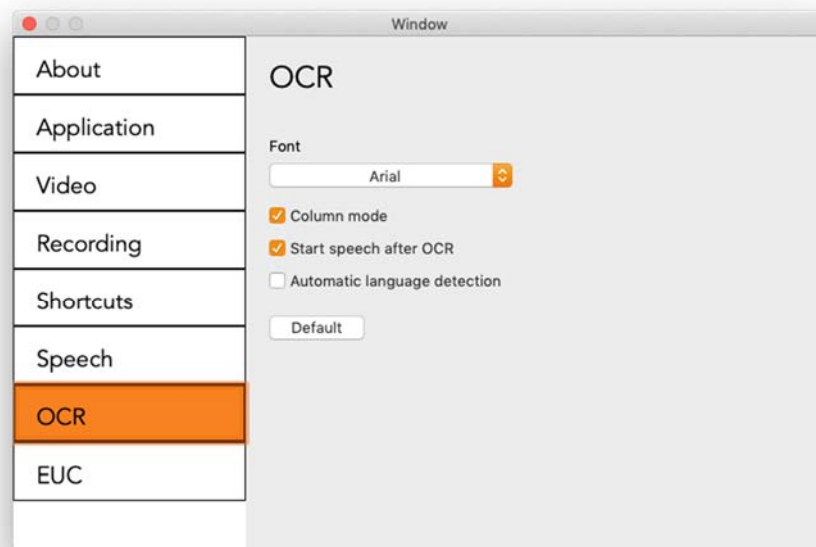 Window
About
Application
Video
Recording
Shortcuts
Speech
OCR
EUC
OCR
Font
Arial
Column mode
Start speech after OCR
Automatic language detection
Default